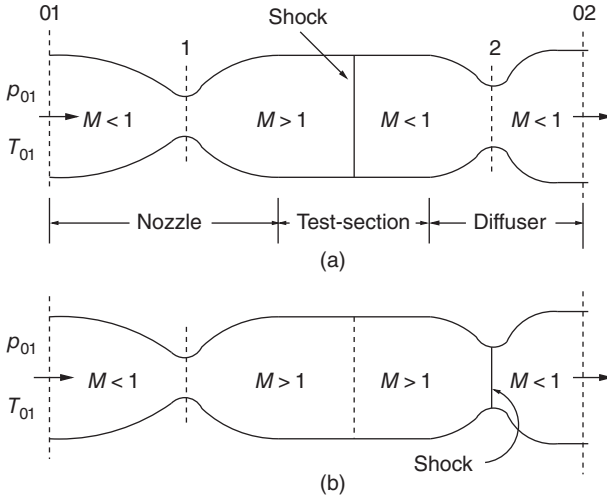 01
Shock
02
1
2
p01
M < 1
M > 1
M < 1
M < 1
T01
Nozzle
Test-section
Diffuser
(a)
p01
M < 1
M > 1
M > 1
M < 1
T01
Shock
(b)